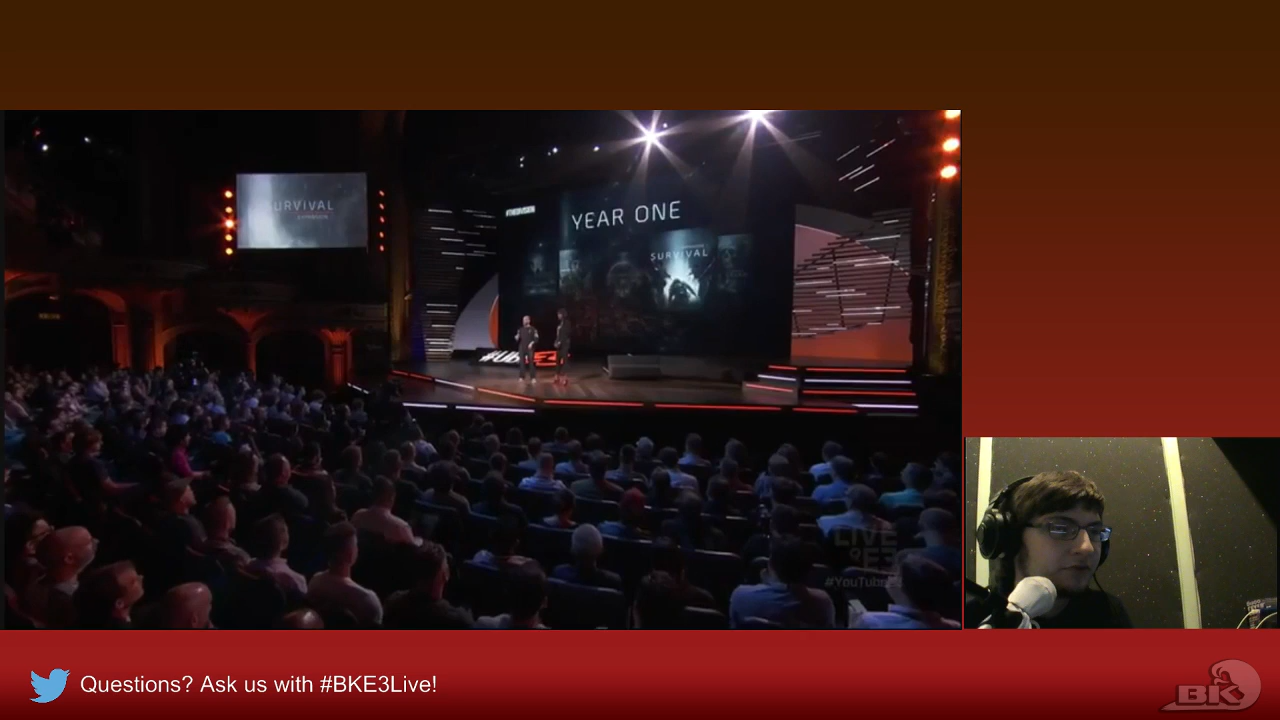 SURVIVAL
YEAR ONE
SURVIVAL
LIVE
@E3
#YouTube
Questions? Ask us with #BKE3Live!
BK